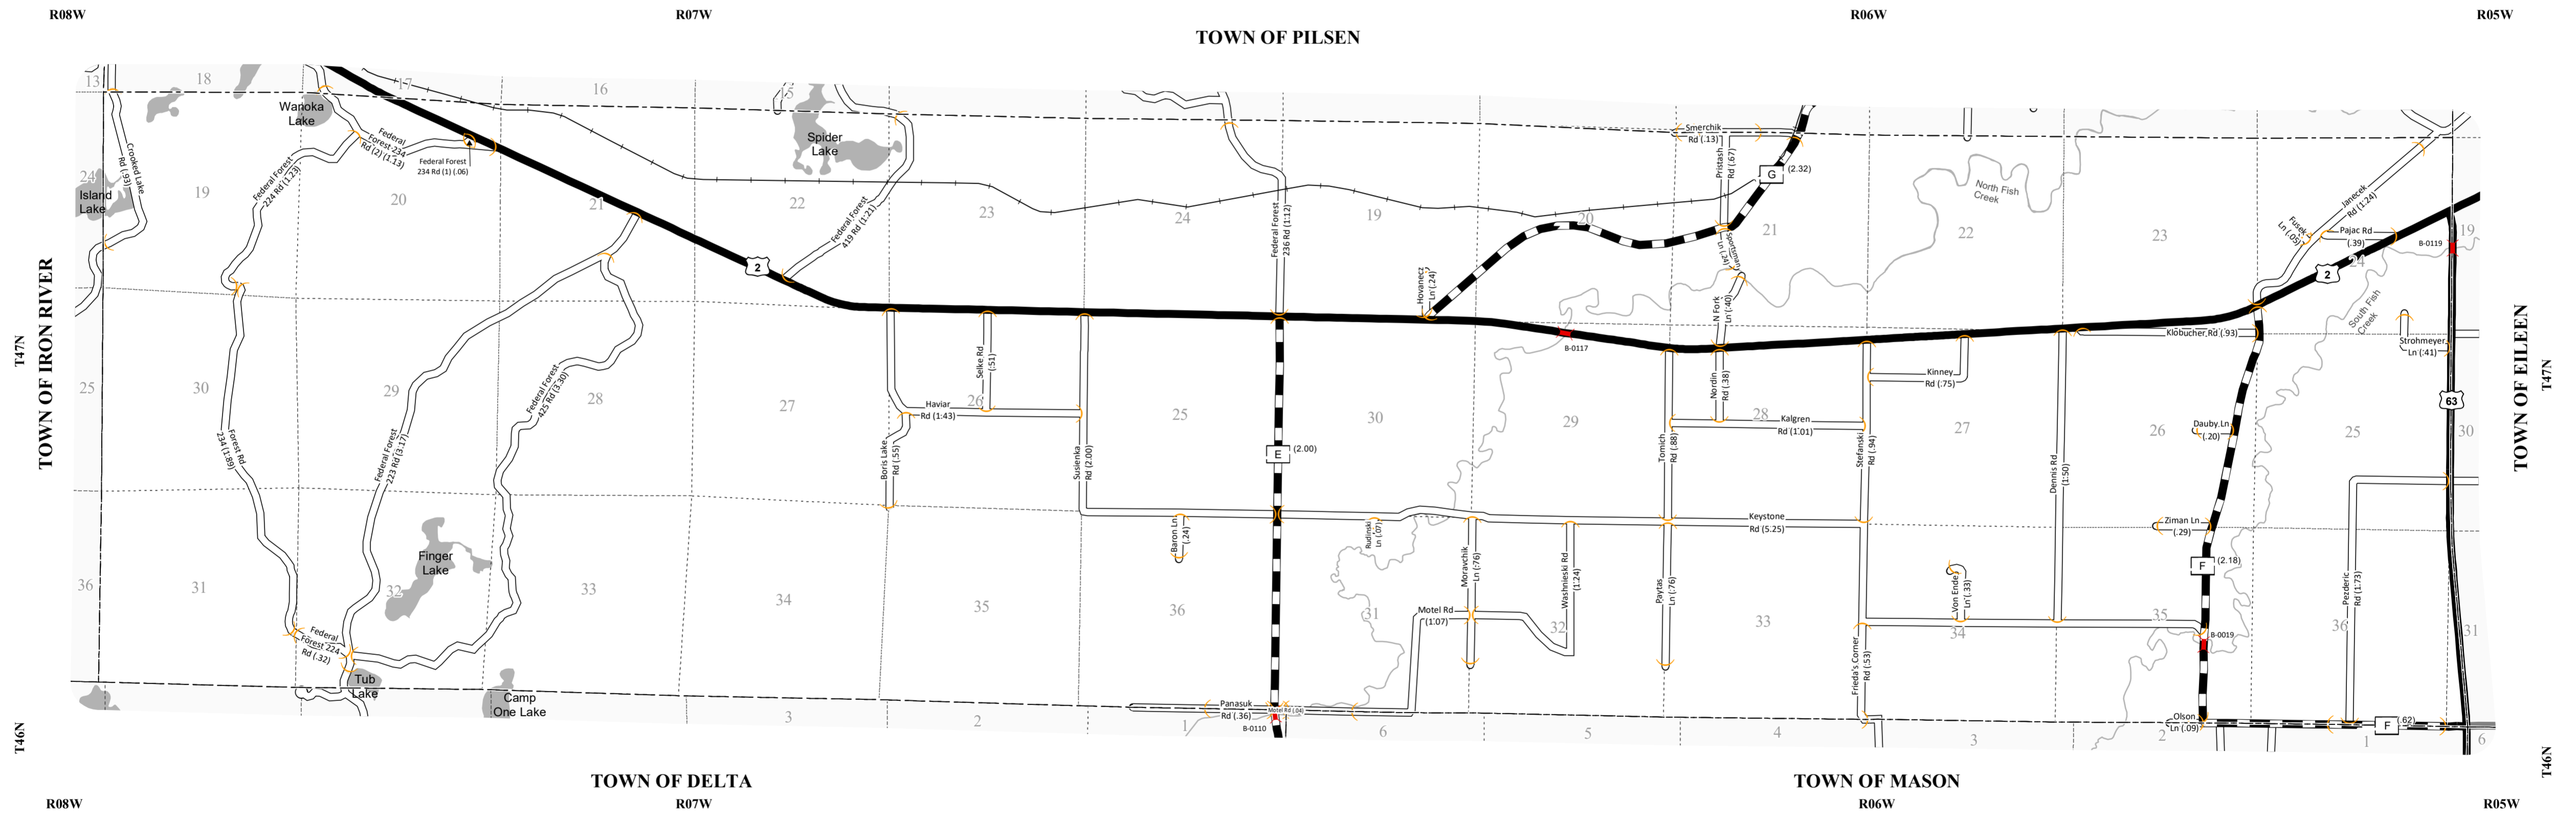 R08W
R07W
R06W
R05W
TOWN OF PILSEN
13
18
17
16
15
Wanoka
Lake
Spider
Lake
Federal
Forest 234
Rd (2) (1.13)
Federal Forest
234 Rd (1) (.06)
Crooked Lake
Rd (.93)
Federal Forest
224 Rd (1.23)
24
Island
Lake
19
20
21
22
23
24
19
20
21
22
23
24
19
Smerchik
Rd (.13)
Pristash
Rd (.67)
G
(2.32)
North Fish
Creek
Janecek
Rd (1.24)
Fusek
Ln (.05)
Pajac Rd
(.39)
B-0119
2
Federal Forest
419 Rd (1.21)
Federal Forest
236 Rd (1.12)
Hovanecz
Ln (.24)
Sportsman
Ln (.24)
N Fork
Ln (.40)
2
South Fish
Creek
Klobucher Rd (.93)
Strohmeyer
Ln (.41)
B-0117
TOWN OF IRON RIVER
T47N
TOWN OF EILEEN
T47N
25
30
29
28
27
26
25
30
29
28
27
26
25
30
Federal Forest
425 Rd (3.30)
Selke Rd
(.51)
Haviar
Rd (1.43)
Nordin
Rd (.38)
Kinney
Rd (.75)
Kalgren
Rd (1.01)
63
Dauby Ln
(.20)
Forest Rd
234 (1.89)
Federal Forest
223 Rd (3.17)
Boris Lake
Rd (.55)
Susienka
Rd (2.00)
E
(2.00)
Tomich
Rd (.88)
Stefanski
Rd (.94)
Dennis Rd
(1.50)
Baron Ln
(.24)
Rudinski
Ln (.07)
Keystone
Rd (5.25)
Ziman Ln
(.29)
Finger
Lake
F
(2.18)
36
31
32
33
34
35
36
31
32
33
34
35
36
31
Moravchik
Ln (.76)
Washnieski Rd
(1.24)
Paytas
Ln (.76)
Von Ende
Ln (.33)
Pezderic
Rd (1.73)
Motel Rd
(1.07)
B-0019
Federal
Forest 224
Rd (.32)
Tub
Lake
Camp
One Lake
Frieda's Corner
Rd (.53)
Panasuk
Rd (.36)
Motel Rd (.04)
B-0110
Olson
Ln (.09)
F
(.62)
3
2
1
6
5
4
3
2
1
6
T46N
T46N
TOWN OF DELTA
TOWN OF MASON
R08W
R07W
R06W
R05W